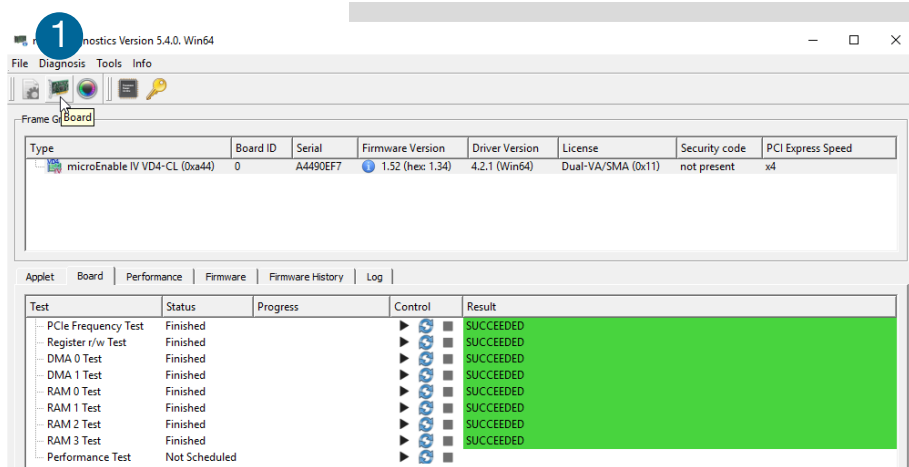 1
nostics Version 5.4.0. Win64
File Diagnosis Tools Info
Board
Frame G
Type Board ID Serial Firmware Version Driver Version License Security code PCI Express Speed
microEnable IV VD4-CL (0xa44) 0 A4490EF7 1.52 (hex: 1.34) 4.2.1 (Win64) Dual-VA/SMA (0x11) not present x4
Applet Board Performance Firmware Firmware History Log
Test Status Progress Control Result
PCIe Frequency Test Finished SUCCEEDED
Register r/w Test Finished SUCCEEDED
DMA 0 Test Finished SUCCEEDED
DMA 1 Test Finished SUCCEEDED
RAM 0 Test Finished SUCCEEDED
RAM 1 Test Finished SUCCEEDED
RAM 2 Test Finished SUCCEEDED
RAM 3 Test Finished SUCCEEDED
Performance Test Not Scheduled